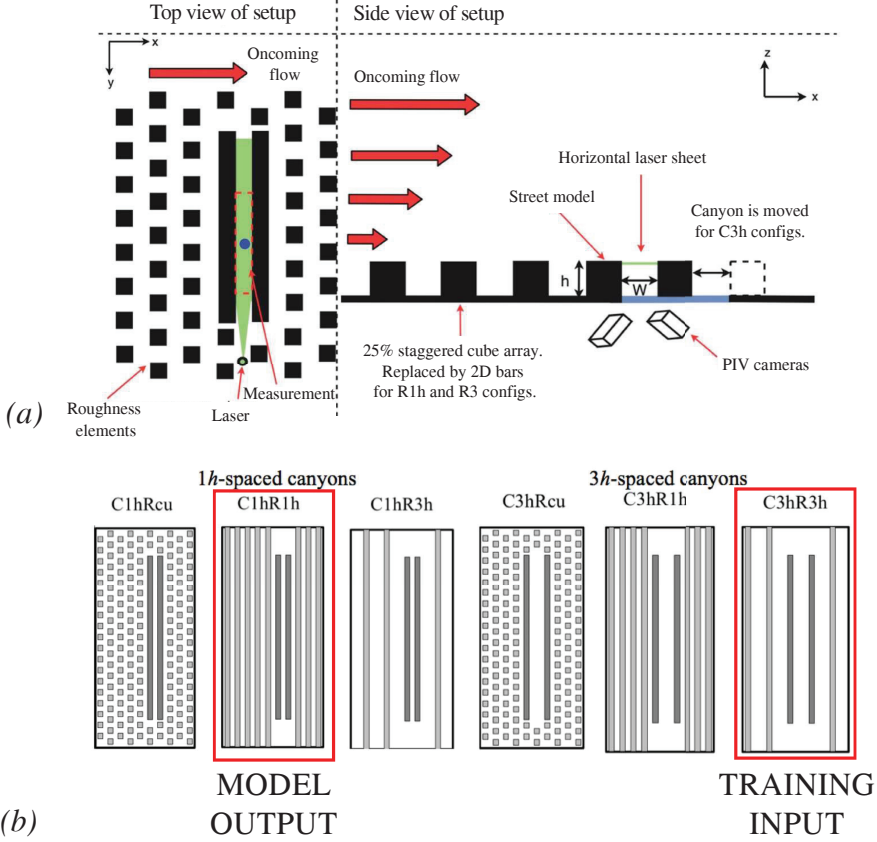 Top view of setup
Side view of setup
x
y
Oncoming
flow
Oncoming flow
z
x
Horizontal laser sheet
Street model
Canyon is moved
for C3h configs.
h
W
25% staggered cube array.
Replaced by 2D bars
for R1h and R3 configs.
PIV cameras
Measurement
Laser
Roughness
elements
(a)
1h-spaced canyons
3h-spaced canyons
C1hRcu
C1hR1h
C1hR3h
C3hRcu
C3hR1h
C3hR3h
MODEL
OUTPUT
TRAINING
INPUT
(b)